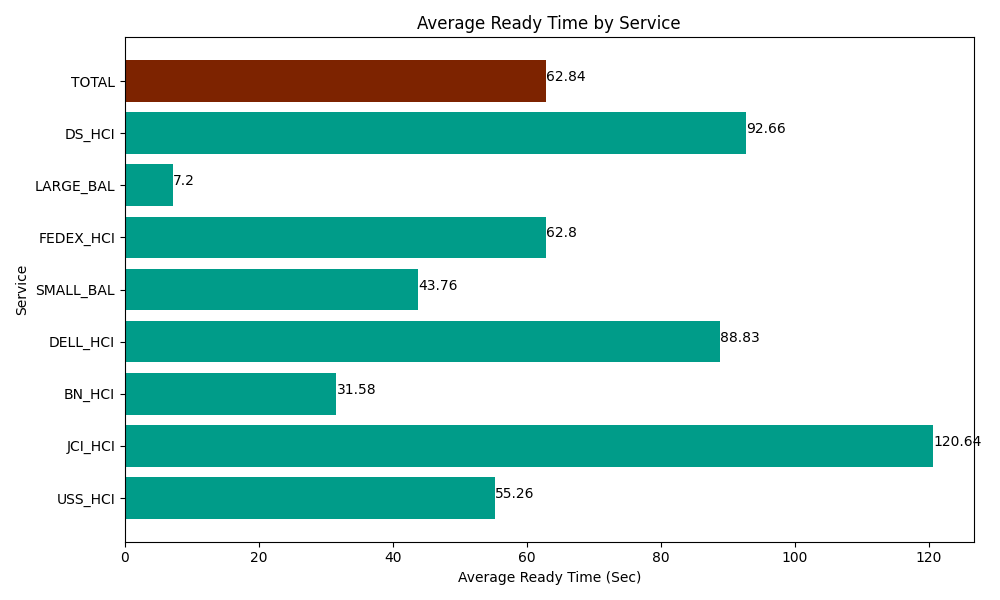 Average Ready Time by Service
TOTAL
62.84
DS_HCI
92.66
LARGE_BAL
7.2
FEDEX_HCI
62.8
SMALL_BAL
43.76
DELL_HCI
88.83
BN_HCI
31.58
JCI_HCI
120.64
USS_HCI
55.26
Service
0 20 40 60 80 100 120
Average Ready Time (Sec)